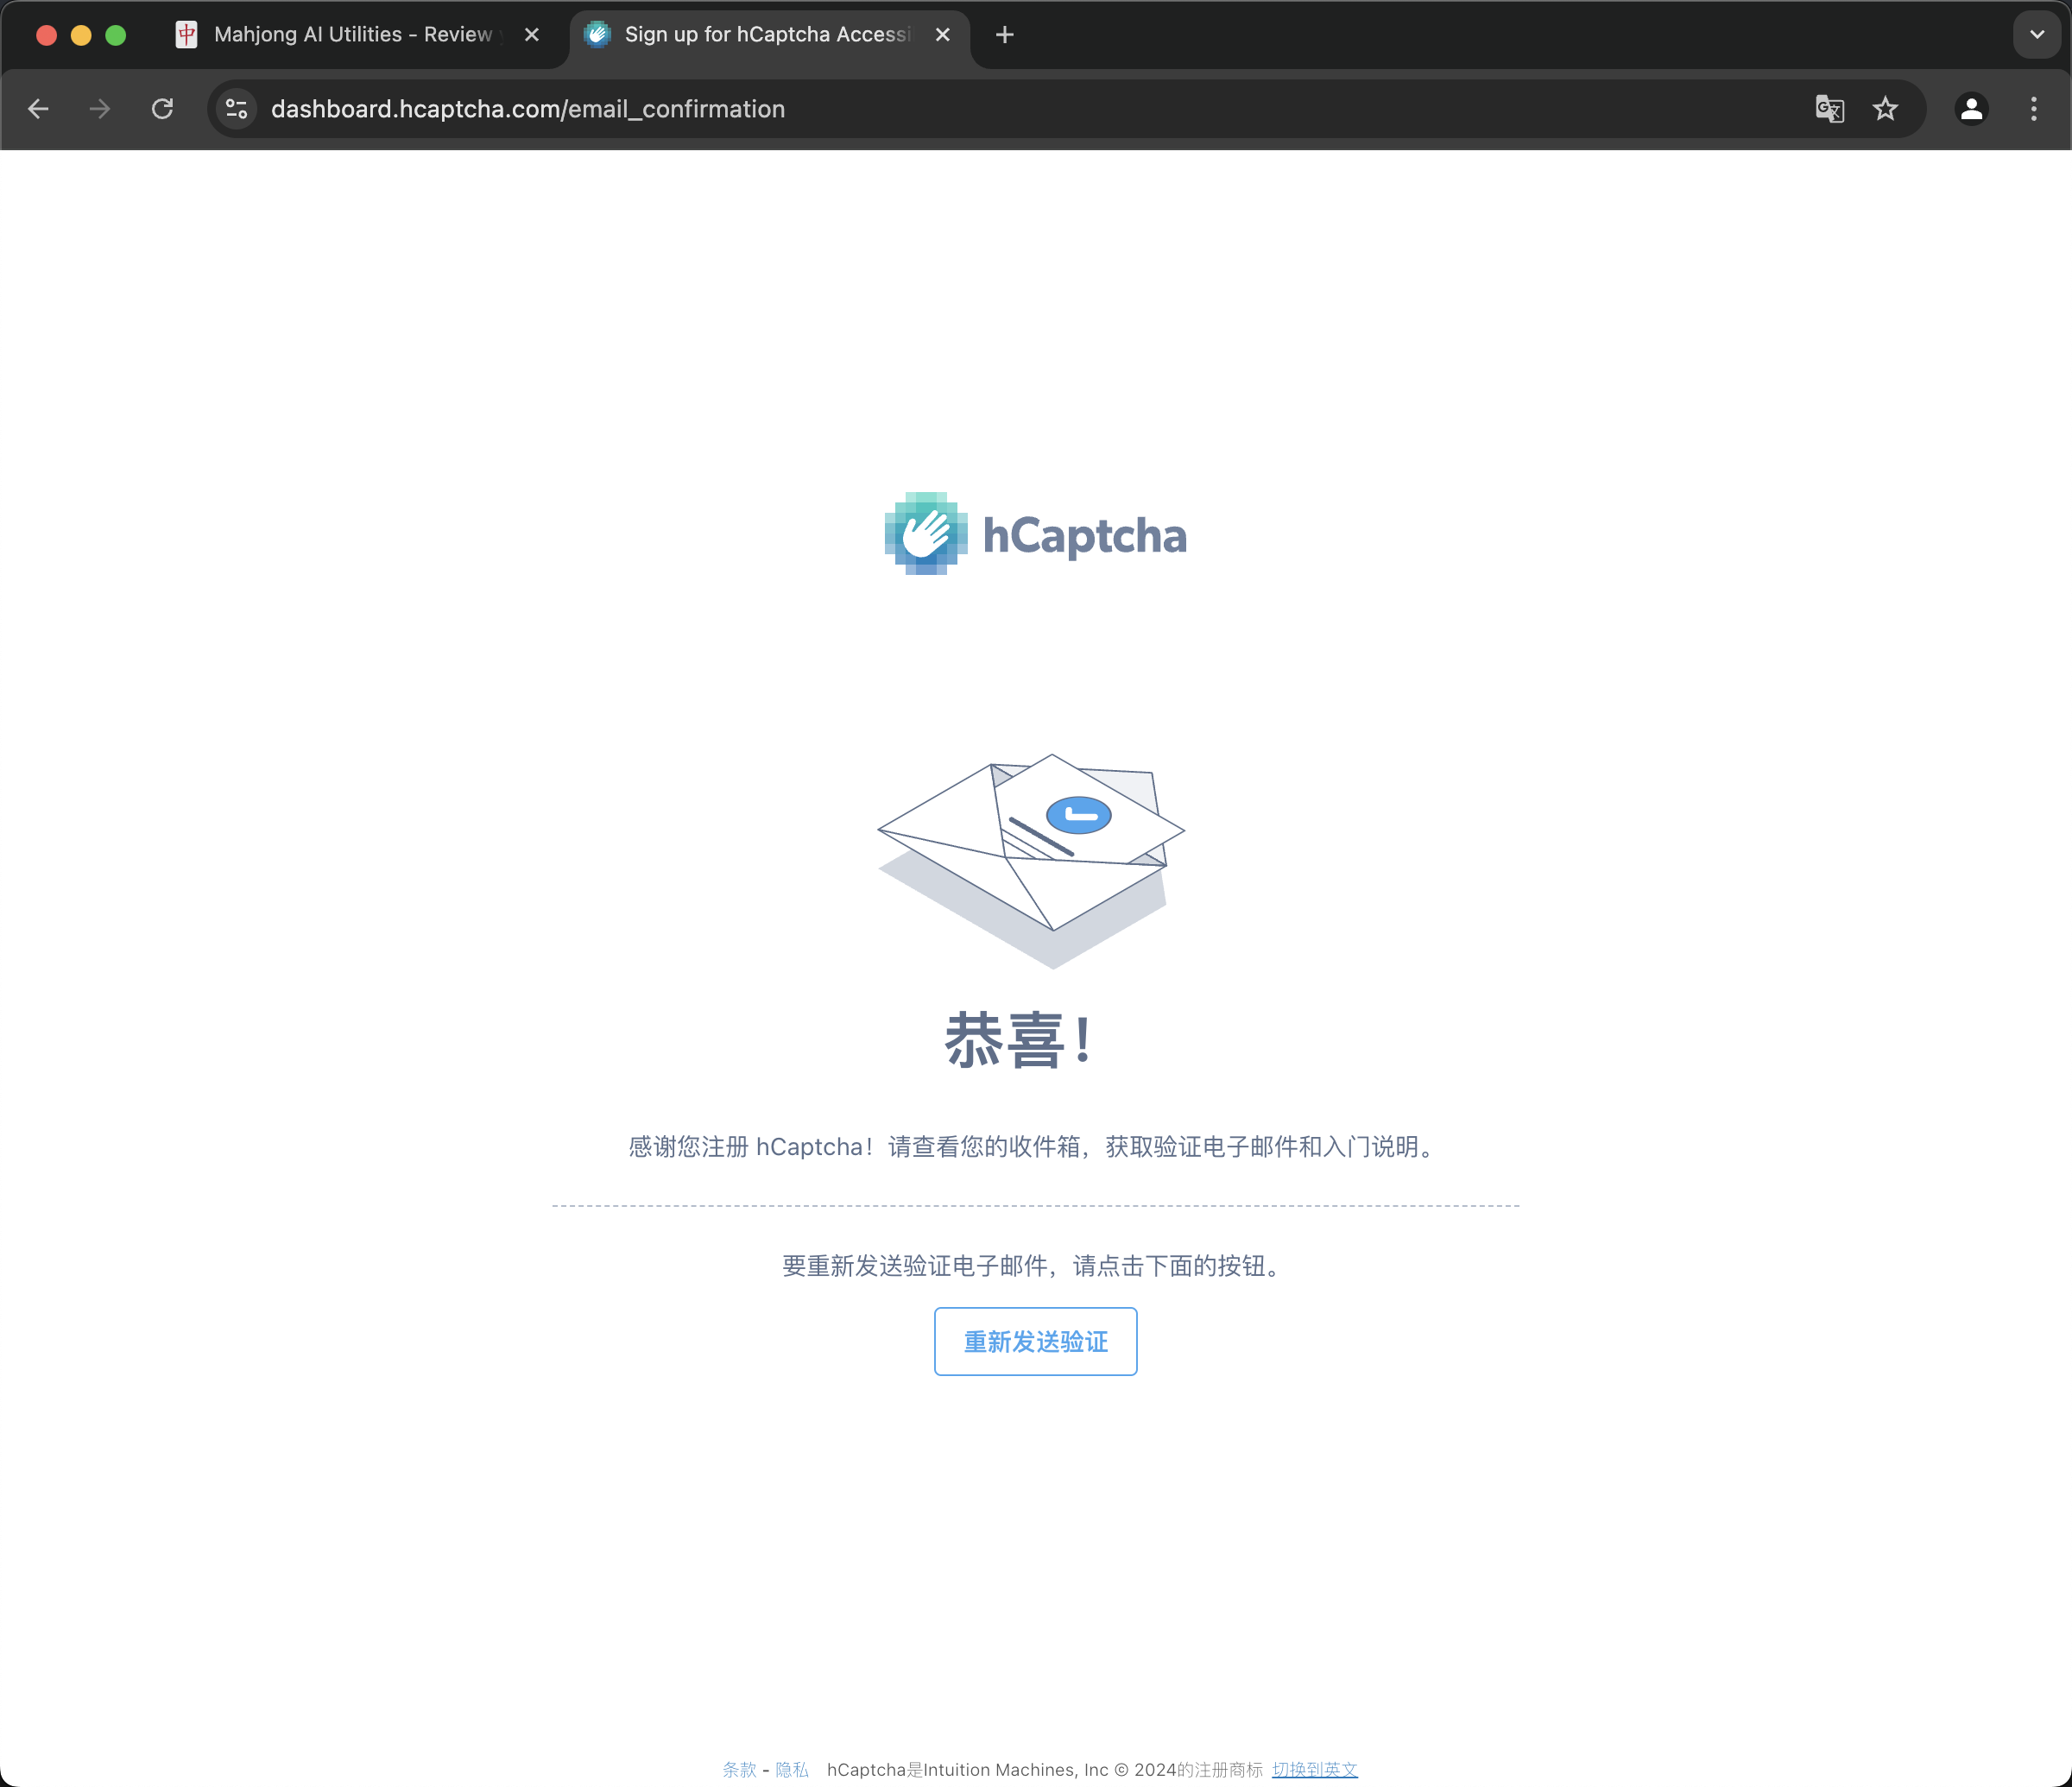 中 Mahjong AI Utilities - Review
Sign up for hCaptcha Accessi
dashboard.hcaptcha.com/email_confirmation
hCaptcha
恭喜！
感谢您注册 hCaptcha！请查看您的收件箱，获取验证电子邮件和入门说明。
要重新发送验证电子邮件，请点击下面的按钮。
重新发送验证
条款 - 隐私 hCaptcha是Intuition Machines, Inc © 2024的注册商标 切换到英文